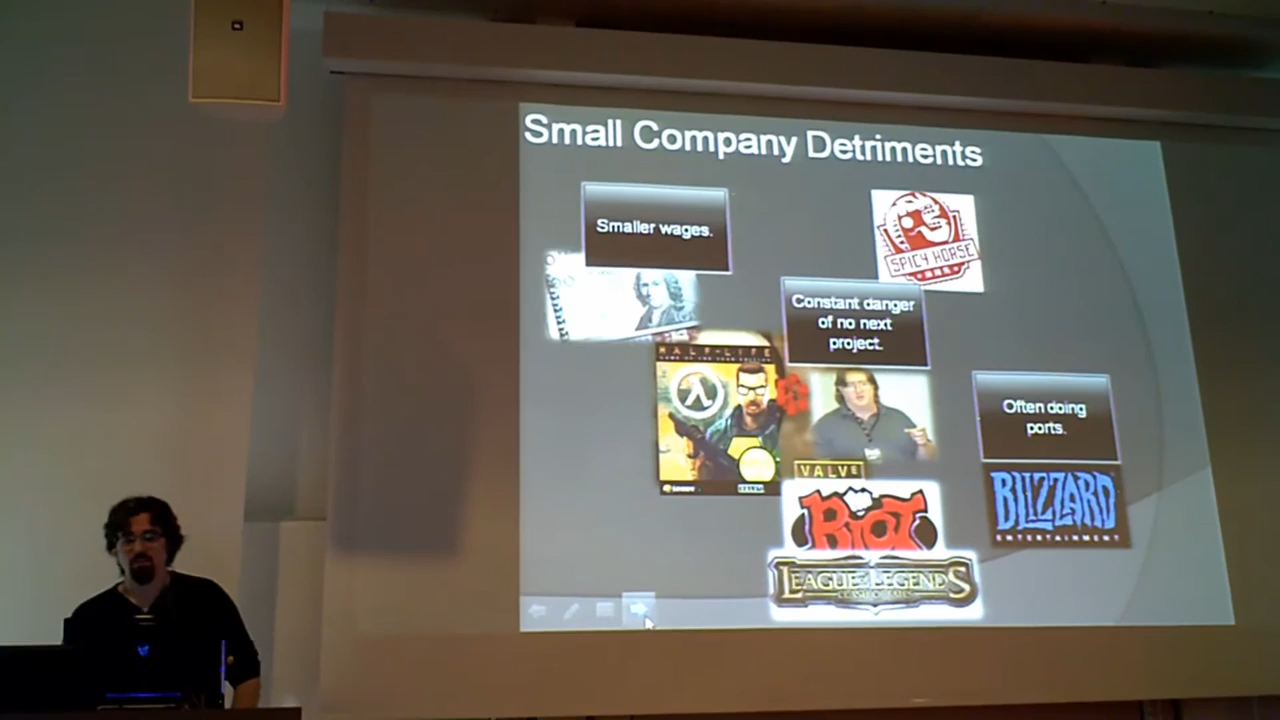 Small Company Detriments
Smaller wages.
SPICY HORSE
Constant danger
of no next
project.
HALF-LIFE
Often doing
ports.
VALVE
RIOT
BLIZZARD
ENTERTAINMENT
LEAGUE OF LEGENDS